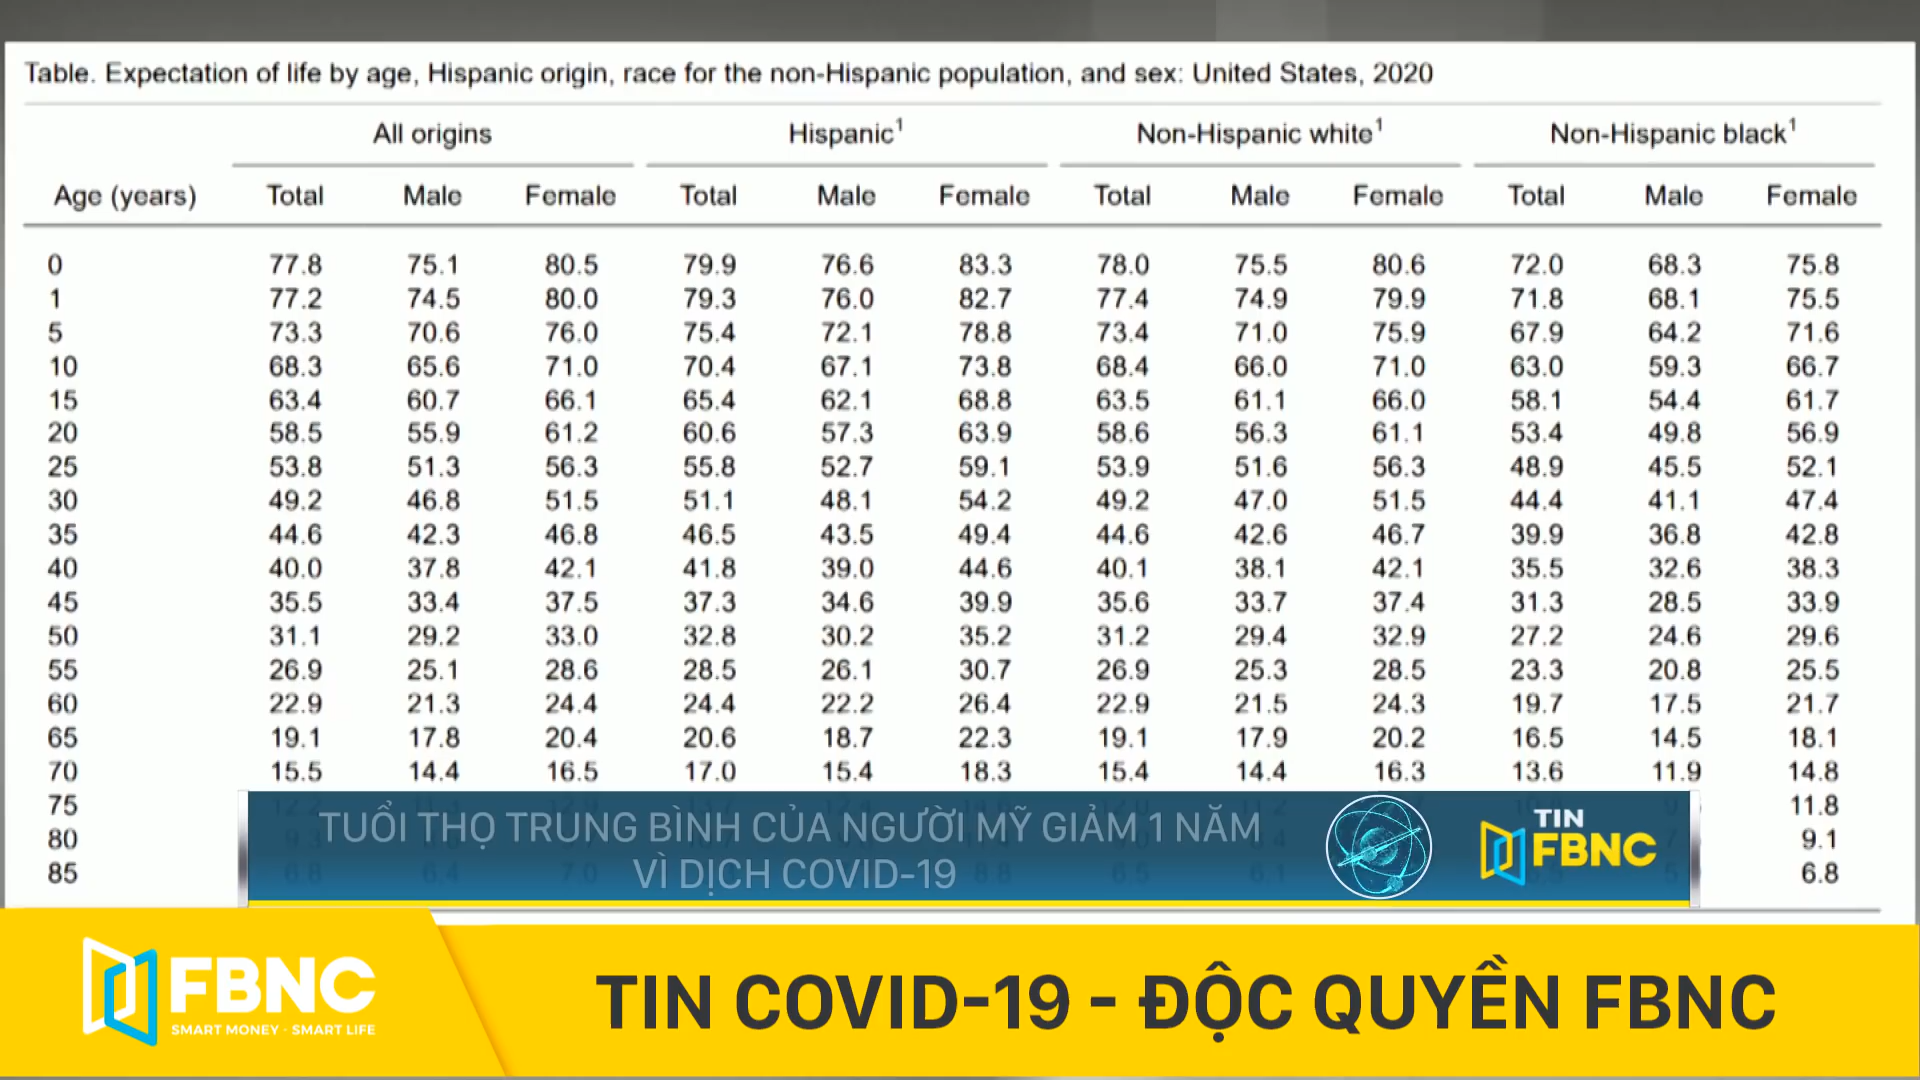 Table. Expectation of life by age, Hispanic origin, race for the non-Hispanic population, and sex: United States, 2020
All origins Hispanic¹ Non-Hispanic white¹ Non-Hispanic black¹
Age (years) Total Male Female Total Male Female Total Male Female Total Male Female
0 77.8 75.1 80.5 79.9 76.6 83.3 78.0 75.5 80.6 72.0 68.3 75.8
1 77.2 74.5 80.0 79.3 76.0 82.7 77.4 74.9 79.9 71.8 68.1 75.5
5 73.3 70.6 76.0 75.4 72.1 78.8 73.4 71.0 75.9 67.9 64.2 71.6
10 68.3 65.6 71.0 70.4 67.1 73.8 68.4 66.0 71.0 63.0 59.3 66.7
15 63.4 60.7 66.1 65.4 62.1 68.8 63.5 61.1 66.0 58.1 54.4 61.7
20 58.5 55.9 61.2 60.6 57.3 63.9 58.6 56.3 61.1 53.4 49.8 56.9
25 53.8 51.3 56.3 55.8 52.7 59.1 53.9 51.6 56.3 48.9 45.5 52.1
30 49.2 46.8 51.5 51.1 48.1 54.2 49.2 47.0 51.5 44.4 41.1 47.4
35 44.6 42.3 46.8 46.5 43.5 49.4 44.6 42.6 46.7 39.9 36.8 42.8
40 40.0 37.8 42.1 41.8 39.0 44.6 40.1 38.1 42.1 35.5 32.6 38.3
45 35.5 33.4 37.5 37.3 34.6 39.9 35.6 33.7 37.4 31.3 28.5 33.9
50 31.1 29.2 33.0 32.8 30.2 35.2 31.2 29.4 32.9 27.2 24.6 29.6
55 26.9 25.1 28.6 28.5 26.1 30.7 26.9 25.3 28.5 23.3 20.8 25.5
60 22.9 21.3 24.4 24.4 22.2 26.4 22.9 21.5 24.3 19.7 17.5 21.7
65 19.1 17.8 20.4 20.6 18.7 22.3 19.1 17.9 20.2 16.5 14.5 18.1
70 15.5 14.4 16.5 17.0 15.4 18.3 15.4 14.4 16.3 13.6 11.9 14.8
75 11.8
80 9.1
85 6.8 6.4 7.0 8.8 6.5 6.1 6.8
TUỔI THỌ TRUNG BÌNH CỦA NGƯỜI MỸ GIẢM 1 NĂM
VÌ DỊCH COVID-19
TIN
FBNC
FBNC
SMART MONEY · SMART LIFE
TIN COVID-19 - ĐỘC QUYỀN FBNC